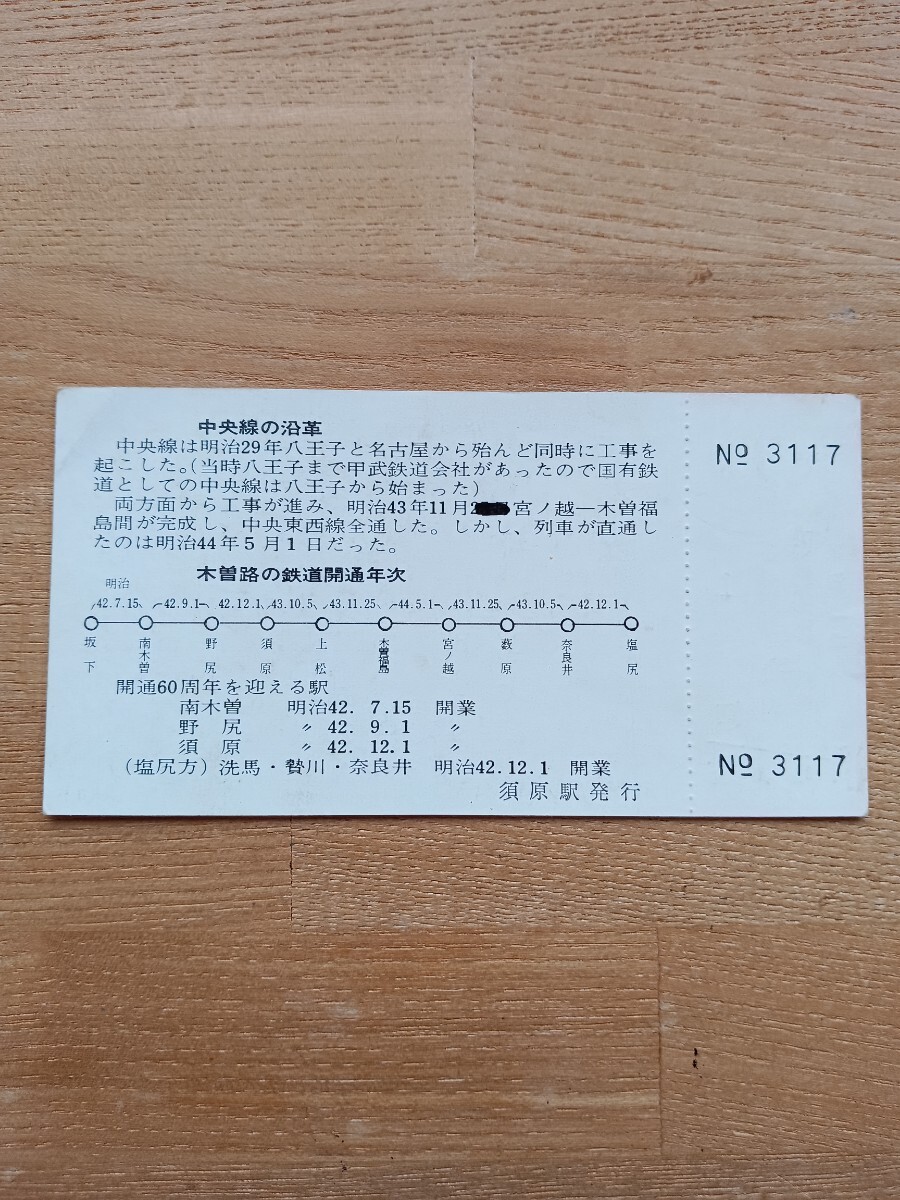 中央線の沿革
中央線は明治29年八王子と名古屋から殆んど同時に工事を
起こした。(当時八王子まで甲武鉄道会社があったので国有鉄
道としての中央線は八王子から始まった)
両方面から工事が進み、明治43年11月 宮ノ越―木曽福
島間が完成し、中央東西線全通した。しかし、列車が直通し
たのは明治44年5月1日だった。
木曽路の鉄道開通年次
明治
42.7.15 42.9.1 42.12.1 43.10.5 43.11.25 44.5.1 43.11.25 43.10.5 42.12.1
坂下 南木曽 野尻 須原 上松 木曽福島 宮ノ越 薮原 奈良井 塩尻
開通60周年を迎える駅
南木曽 明治42. 7.15 開業
野尻 〃 42. 9.1 〃
須原 〃 42. 12.1 〃
(塩尻方) 洗馬・贄川・奈良井 明治42.12.1 開業
須原駅発行
№ 3117
№ 3117